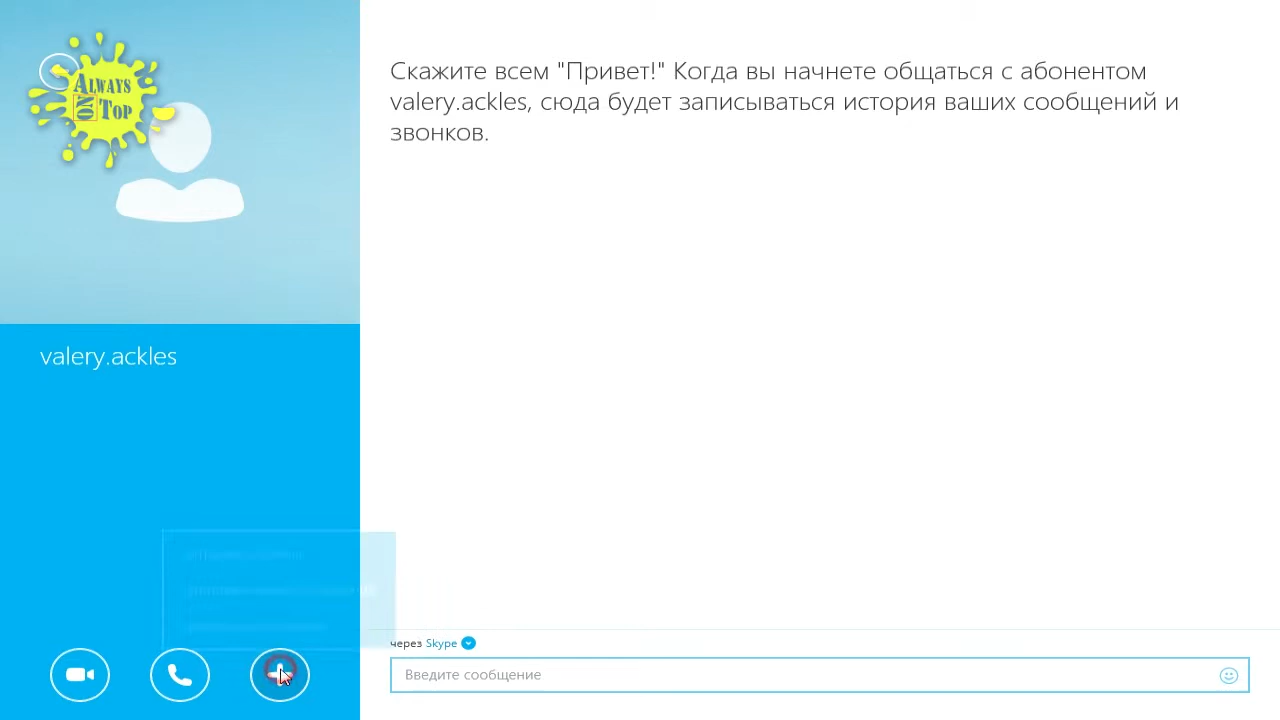 ALWAYS
ON TOP
Скажите всем "Привет!" Когда вы начнете общаться с абонентом
valery.ackles, сюда будет записываться история ваших сообщений и
звонков.
valery.ackles
через Skype
Введите сообщение